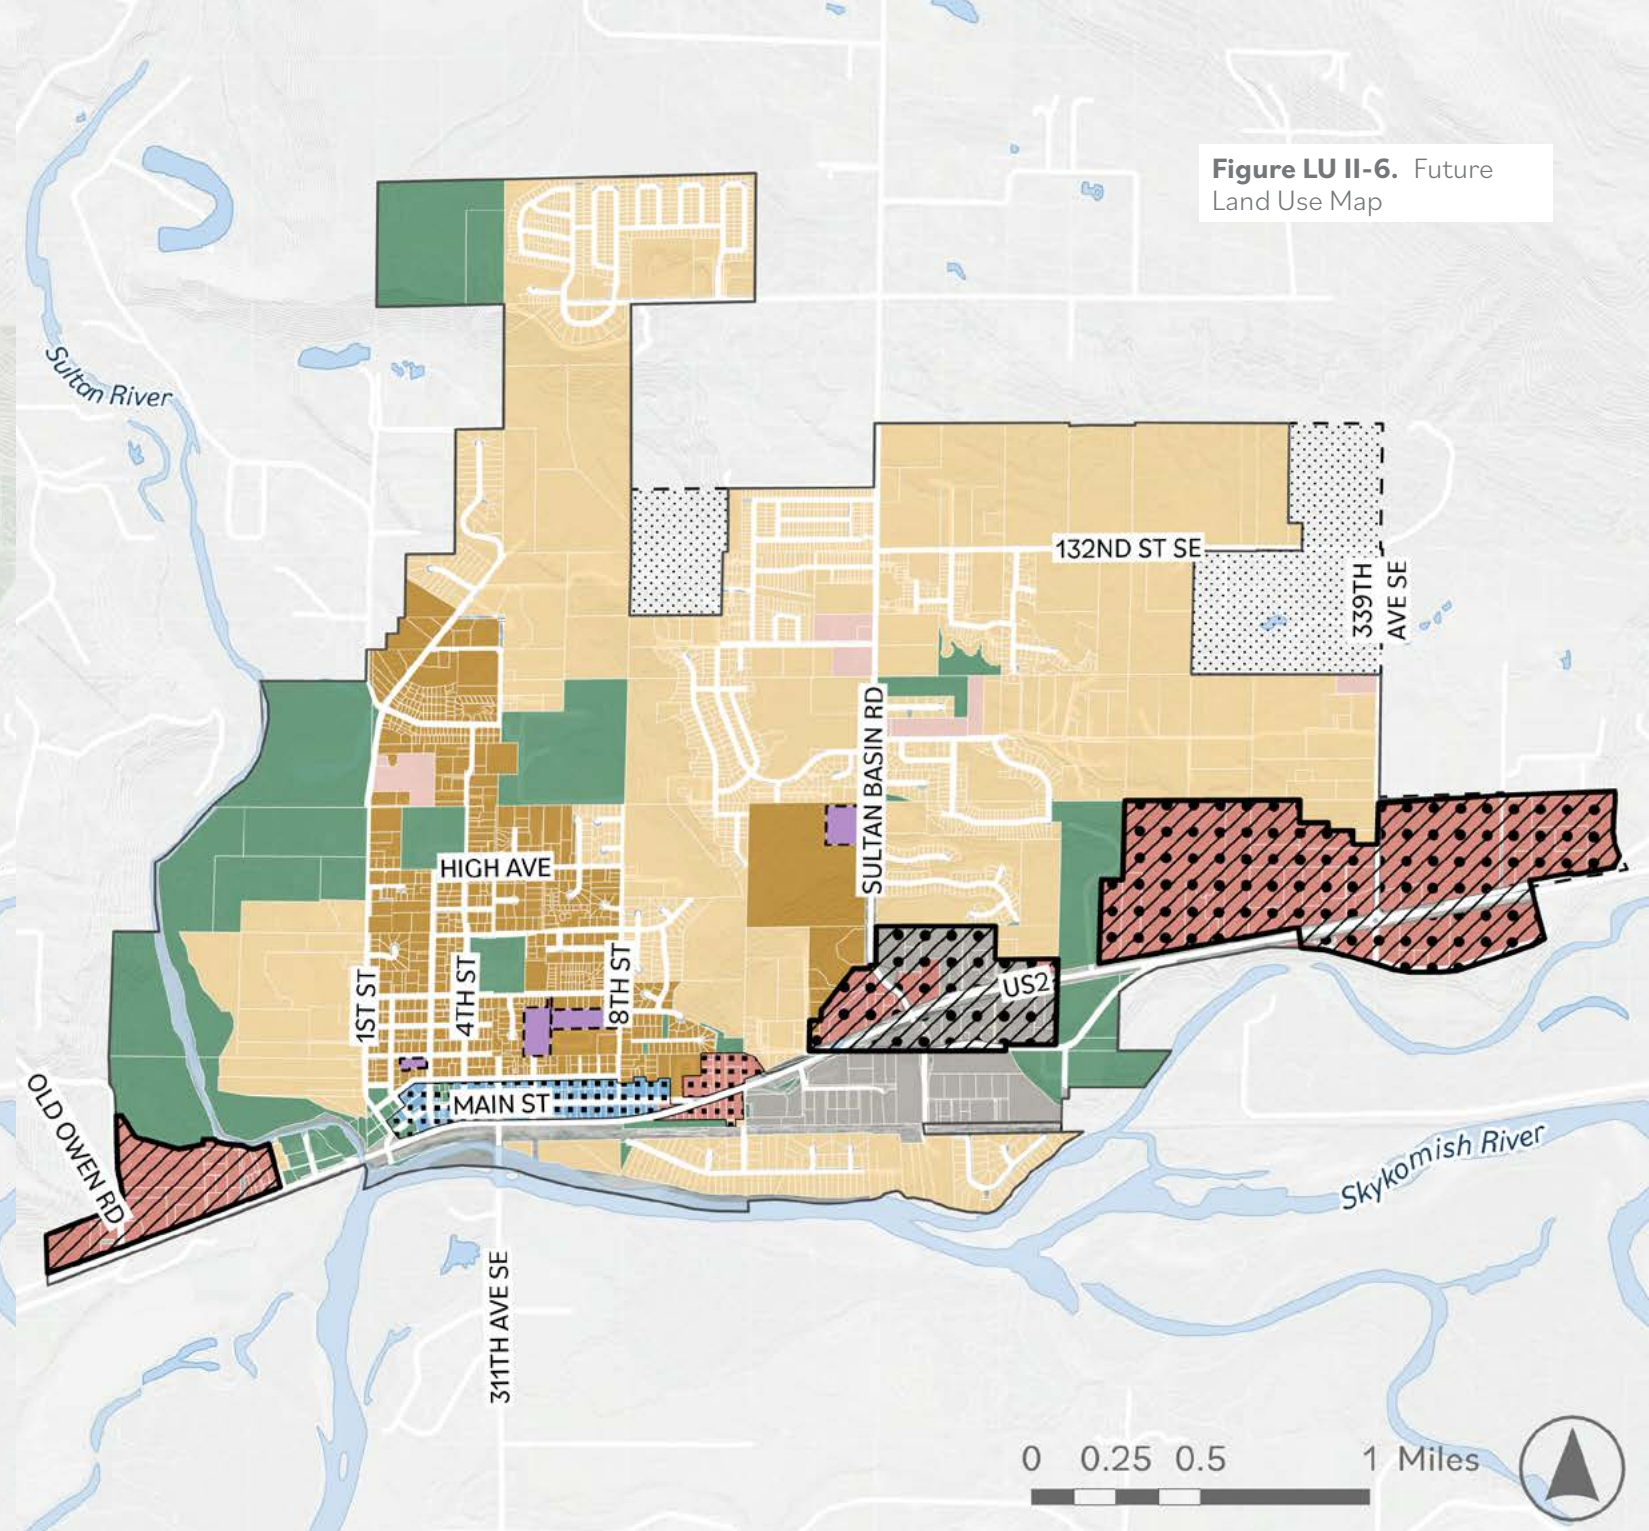 Figure LU II-6. Future
Land Use Map
Sultan River
132ND ST SE
339TH
AVE SE
SULTAN BASIN RD
HIGH AVE
1ST ST
4TH ST
8TH ST
US2
MAIN ST
OLD OWEN RD
Skykomish River
311TH AVE SE
0 0.25 0.5 1 Miles